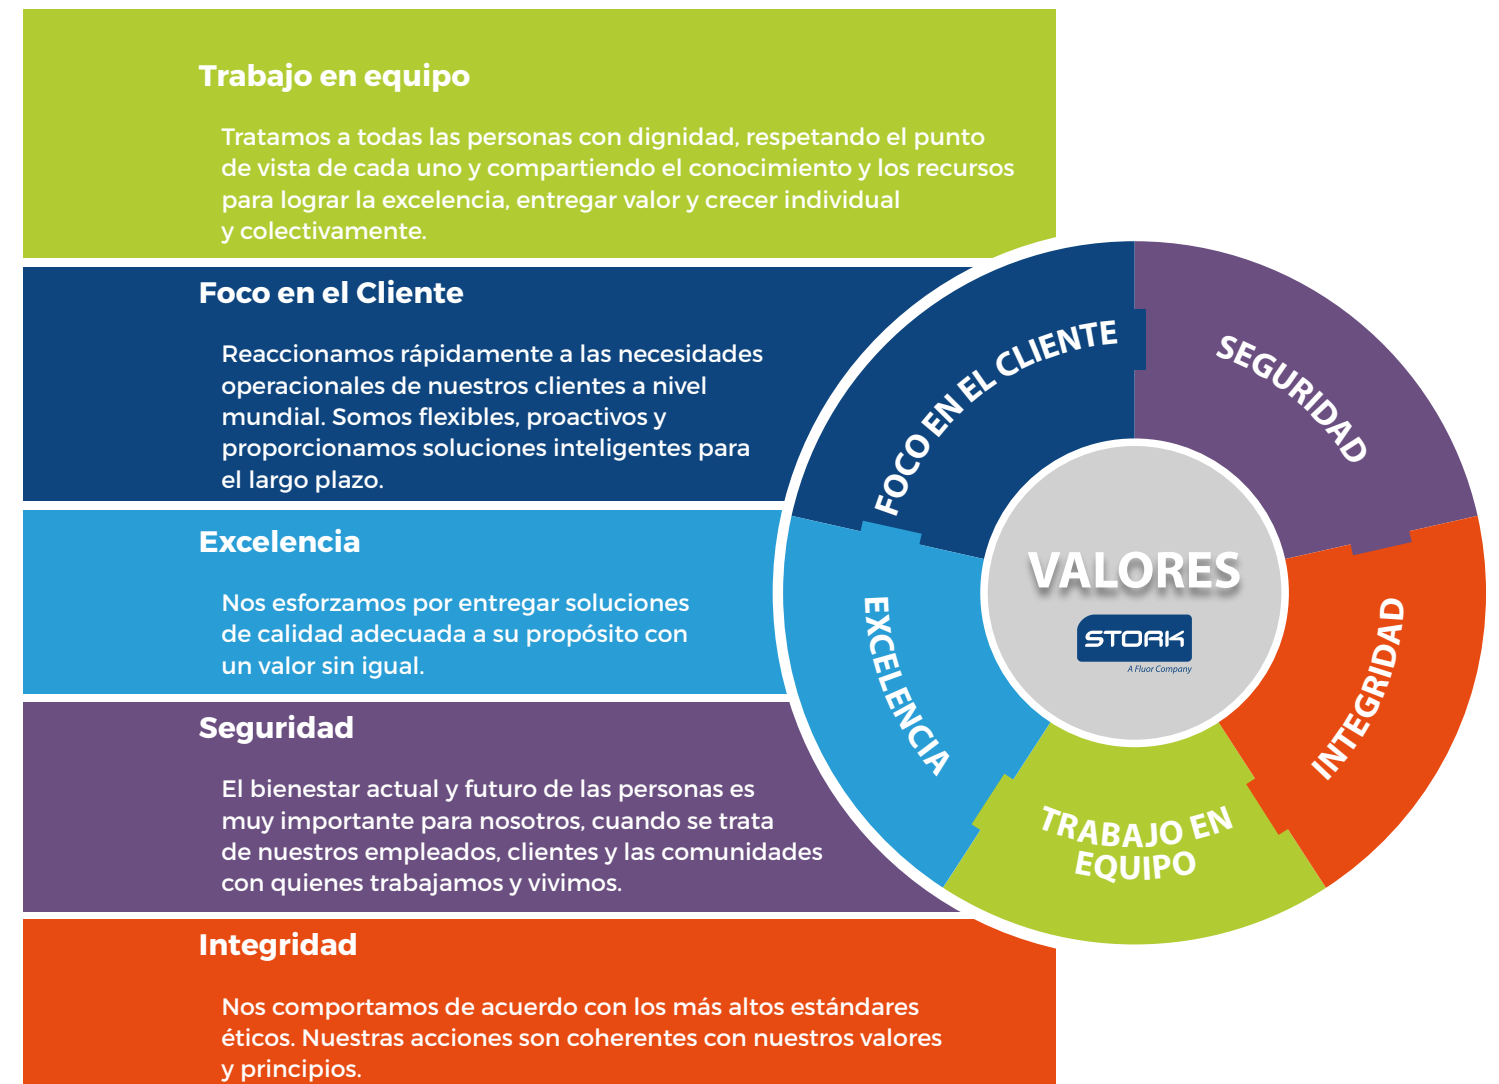 Trabajo en equipo
Tratamos a todas las personas con dignidad, respetando el punto
de vista de cada uno y compartiendo el conocimiento y los recursos
para lograr la excelencia, entregar valor y crecer individual
y colectivamente.
Foco en el Cliente
Reaccionamos rápidamente a las necesidades
operacionales de nuestros clientes a nivel
mundial. Somos flexibles, proactivos y
proporcionamos soluciones inteligentes para
el largo plazo.
Excelencia
Nos esforzamos por entregar soluciones
de calidad adecuada a su propósito con
un valor sin igual.
Seguridad
El bienestar actual y futuro de las personas es
muy importante para nosotros, cuando se trata
de nuestros empleados, clientes y las comunidades
con quienes trabajamos y vivimos.
Integridad
Nos comportamos de acuerdo con los más altos estándares
éticos. Nuestras acciones son coherentes con nuestros valores
y principios.
FOCO EN EL CLIENTE
SEGURIDAD
INTEGRIDAD
TRABAJO EN
EQUIPO
EXCELENCIA
VALORES
STORK
A Fluor Company